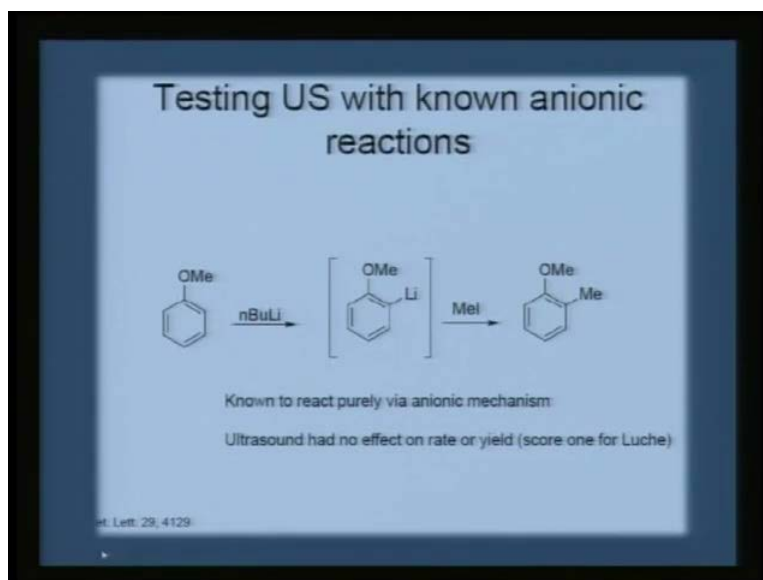 Testing US with known anionic
reactions
OMe
nBuLi
OMe
Li
MeI
OMe
Me
Known to react purely via anionic mechanism
Ultrasound had no effect on rate or yield (score one for Luche)
et. Lett. 29, 4129